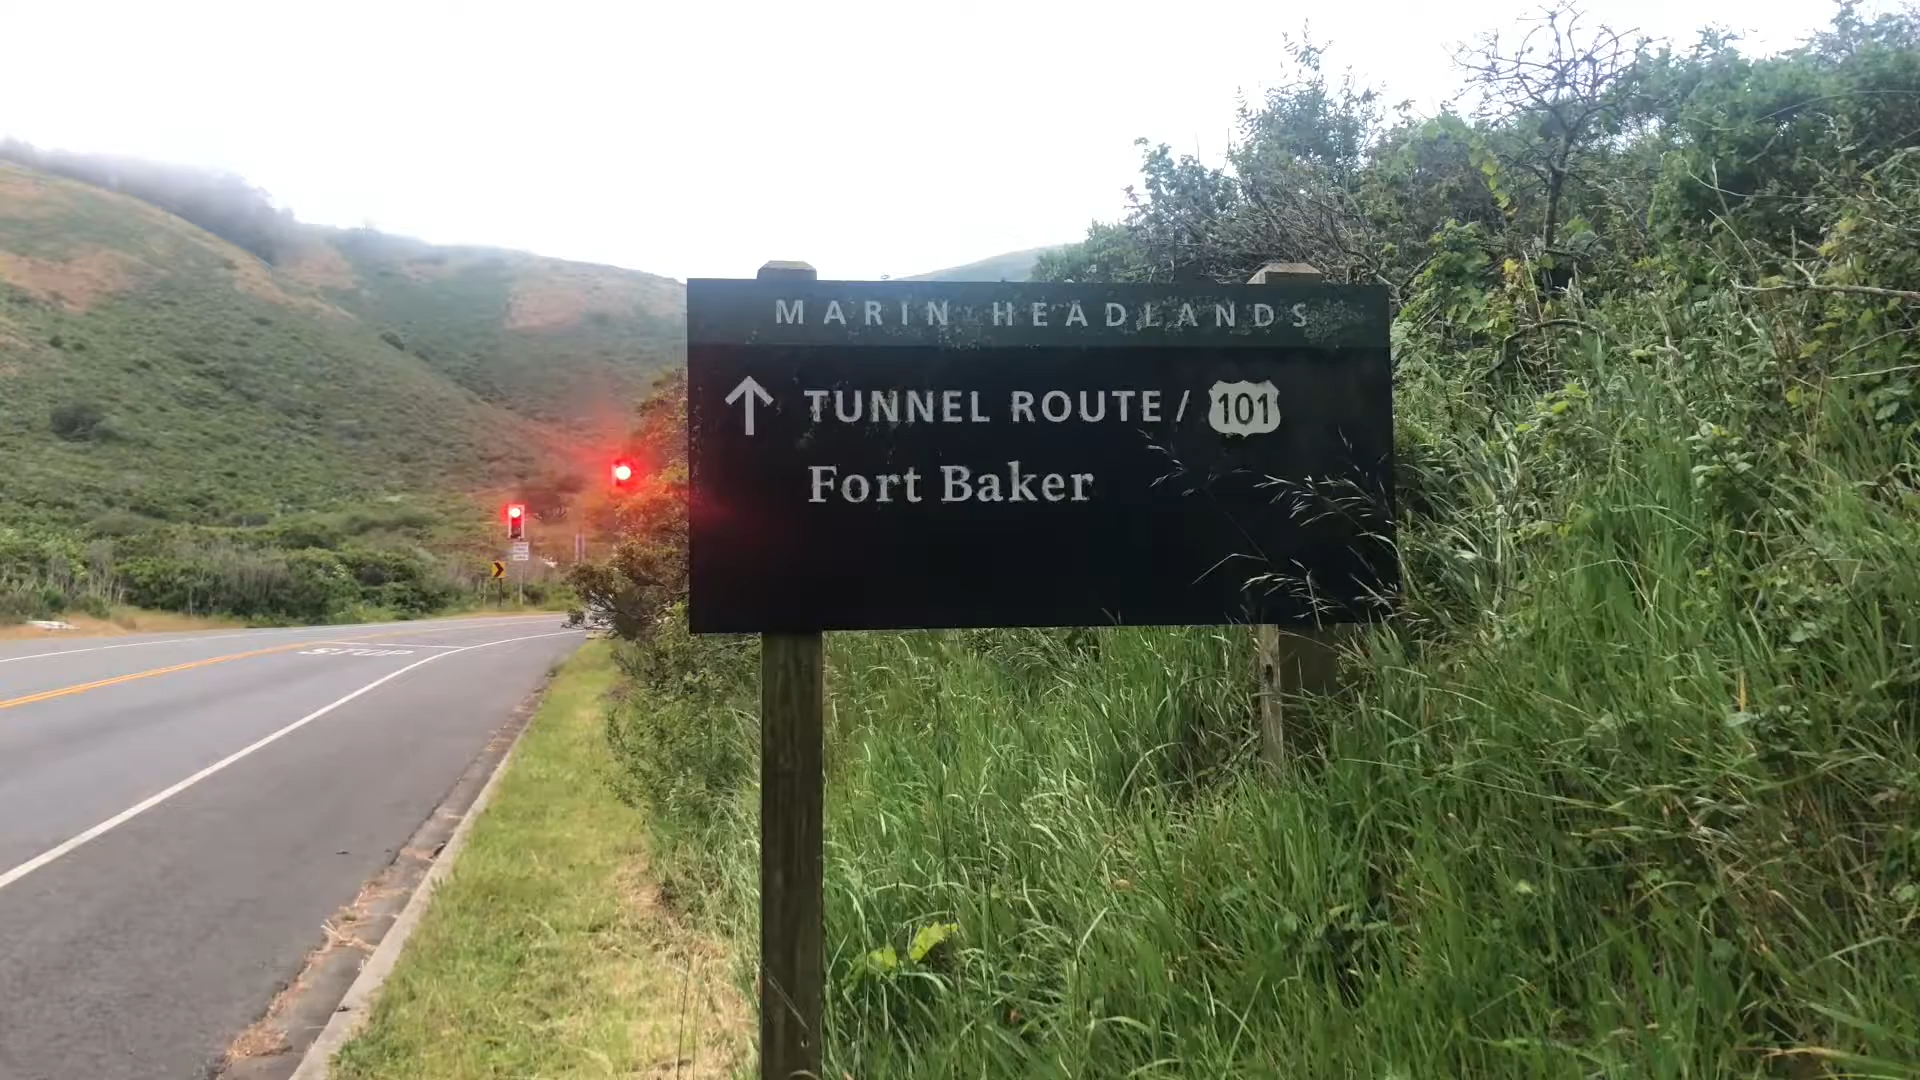 MARIN HEADLANDS
↑ TUNNEL ROUTE / 101
Fort Baker
STOP